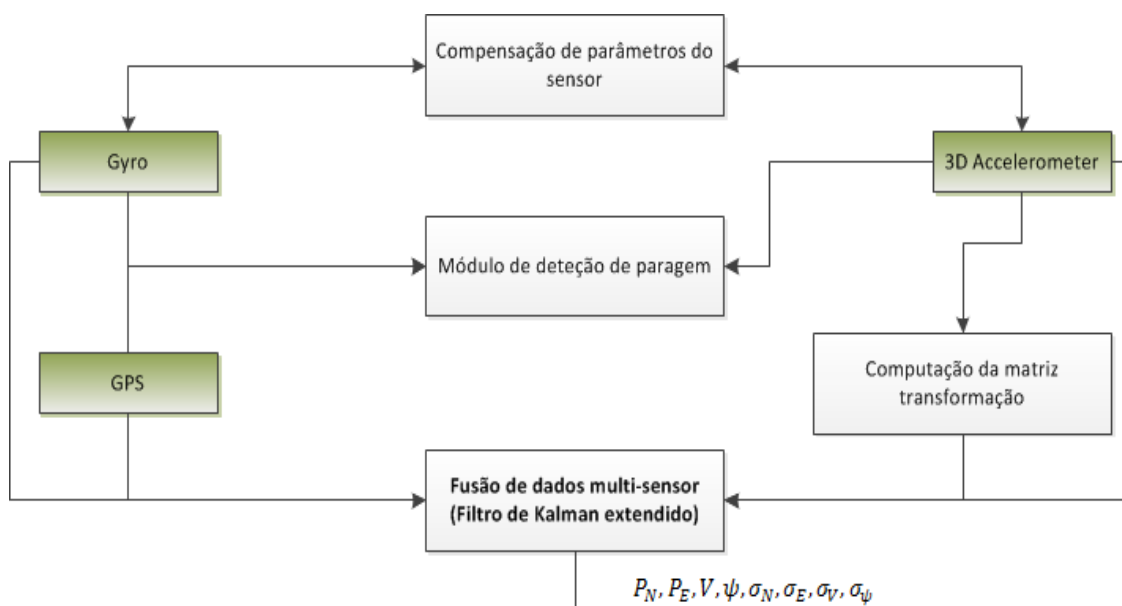 Compensação de parâmetros do
sensor
Gyro
3D Accelerometer
Módulo de deteção de paragem
GPS
Computação da matriz
transformação
Fusão de dados multi-sensor
(Filtro de Kalman extendido)
P_N, P_E, V, ψ, σ_N, σ_E, σ_V, σ_ψ